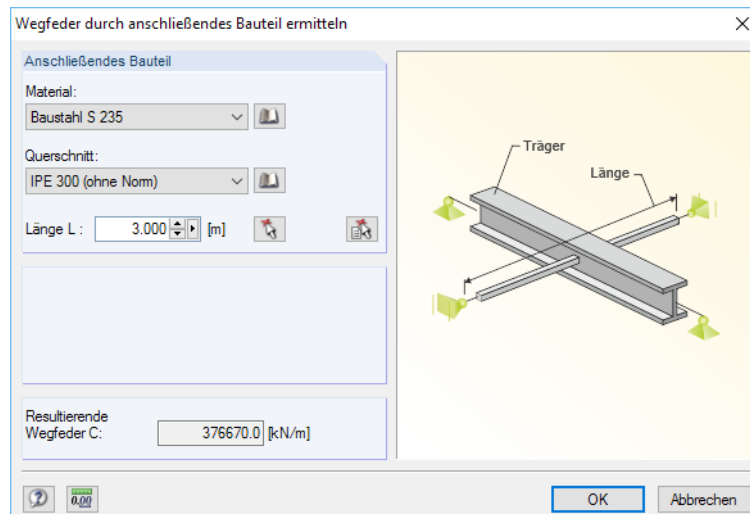 Wegfeder durch anschließendes Bauteil ermitteln
Anschließendes Bauteil
Material:
Baustahl S 235
Querschnitt:
IPE 300 (ohne Norm)
Länge L :
3.000
[m]
Träger
Länge
Resultierende
Wegfeder C:
376670.0
[kN/m]
0.00
OK
Abbrechen